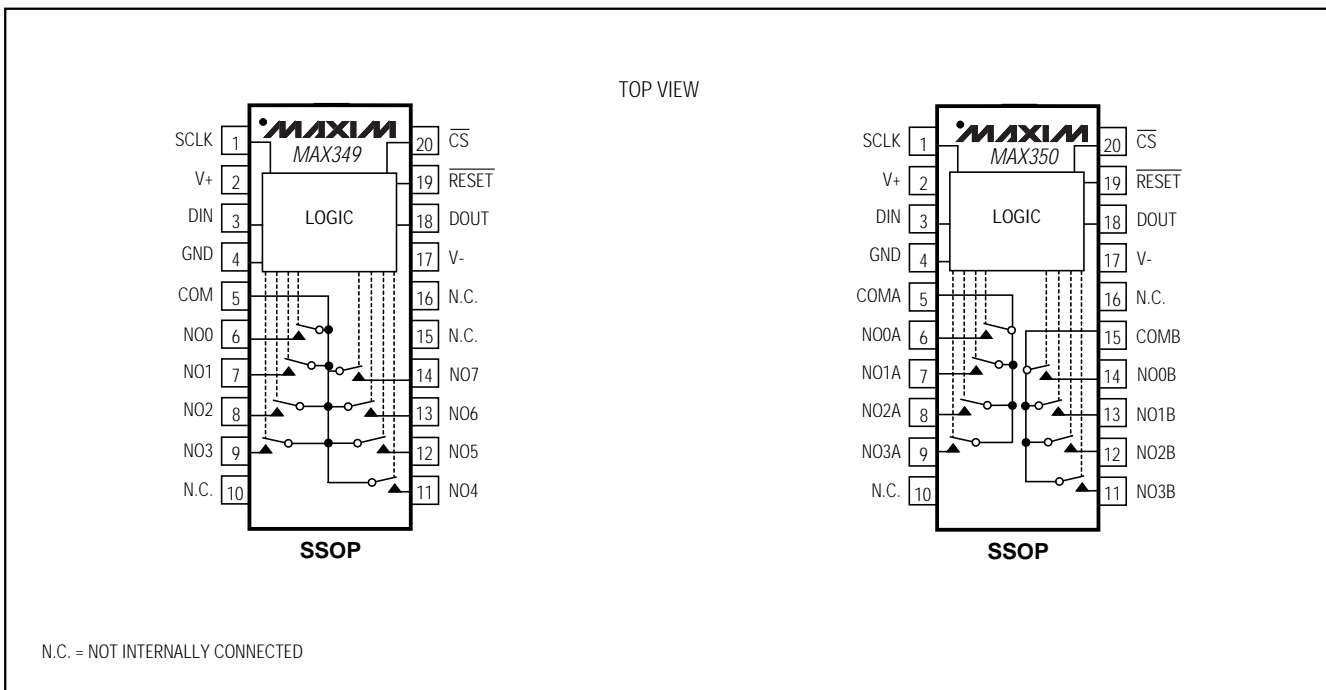 TOP VIEW
MAXIM
MAX349
LOGIC
SCLK 1
V+ 2
DIN 3
GND 4
COM 5
NO0 6
NO1 7
NO2 8
NO3 9
N.C. 10
20 C̅S̅
19 R̅E̅S̅E̅T̅
18 DOUT
17 V-
16 N.C.
15 N.C.
14 NO7
13 NO6
12 NO5
11 NO4
SSOP
MAXIM
MAX350
LOGIC
SCLK 1
V+ 2
DIN 3
GND 4
COMA 5
NO0A 6
NO1A 7
NO2A 8
NO3A 9
N.C. 10
20 C̅S̅
19 R̅E̅S̅E̅T̅
18 DOUT
17 V-
16 N.C.
15 COMB
14 NO0B
13 NO1B
12 NO2B
11 NO3B
SSOP
N.C. = NOT INTERNALLY CONNECTED